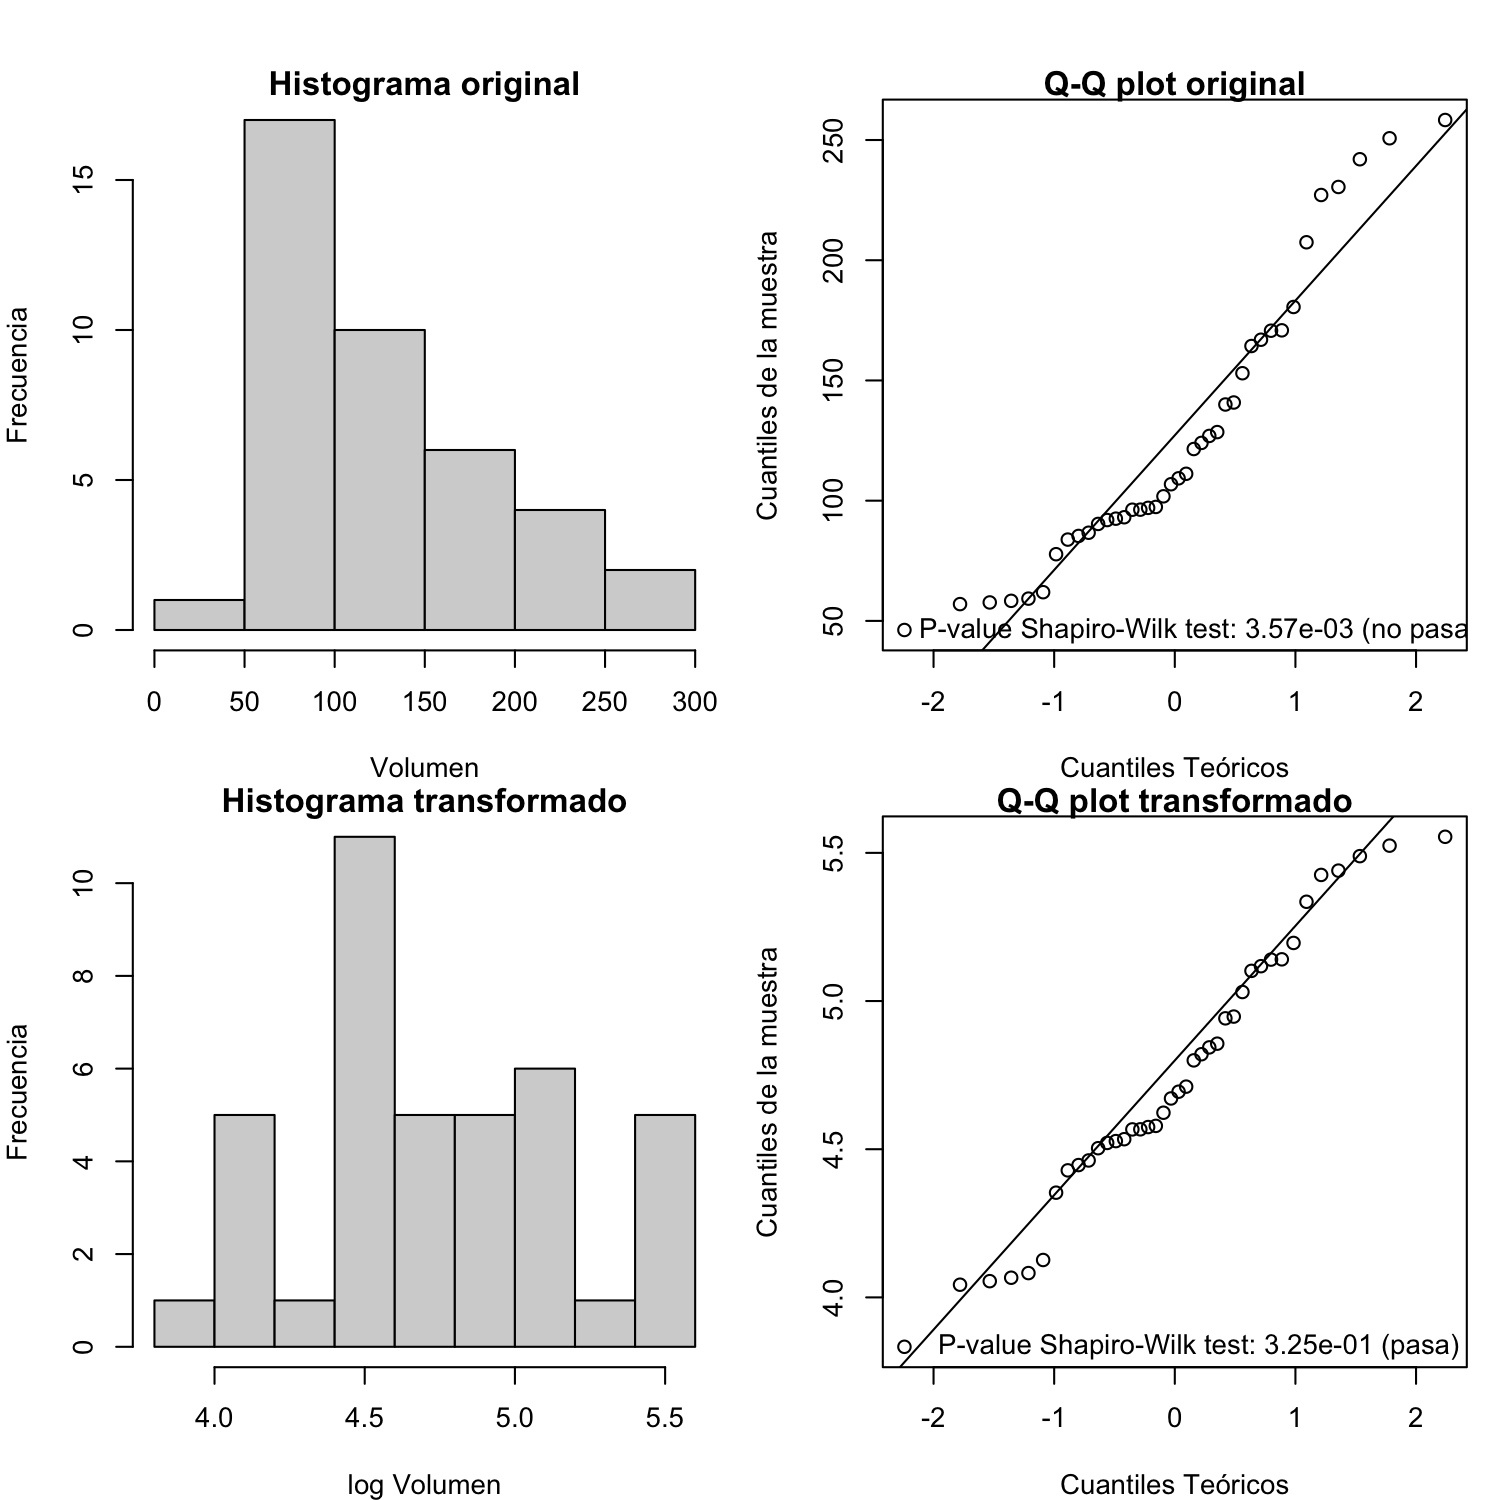 Histograma original
Frecuencia
15
10
5
0
0 50 100 150 200 250 300
Volumen
Q-Q plot original
Cuantiles de la muestra
250
200
150
100
50
P-value Shapiro-Wilk test: 3.57e-03 (no pasa
-2 -1 0 1 2
Cuantiles Teóricos
Histograma transformado
Frecuencia
10
8
6
4
2
0
4.0 4.5 5.0 5.5
log Volumen
Q-Q plot transformado
Cuantiles de la muestra
5.5
5.0
4.5
4.0
P-value Shapiro-Wilk test: 3.25e-01 (pasa)
-2 -1 0 1 2
Cuantiles Teóricos